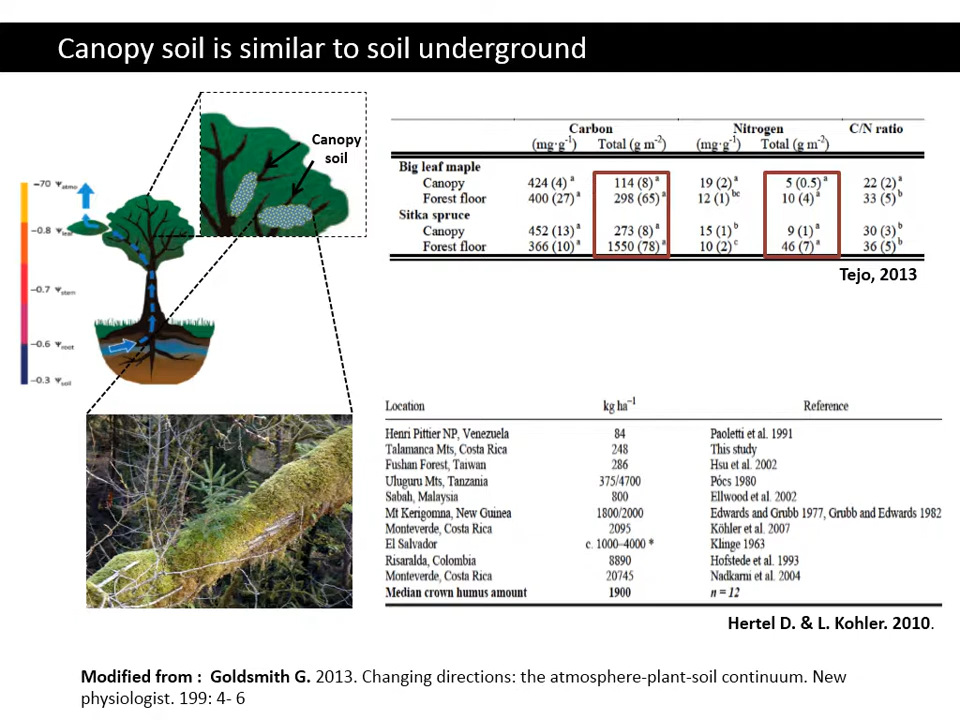 Canopy soil is similar to soil underground
Canopy
soil
−70 Ψatmo
−0.8 Ψleaf
−0.7 Ψstem
−0.6 Ψroot
−0.3 Ψsoil
Carbon Nitrogen C/N ratio
(mg·g⁻¹) Total (g m⁻²) (mg·g⁻¹) Total (g m⁻²)
Big leaf maple
Canopy 424 (4) ᵃ 114 (8) ᵃ 19 (2) ᵃ 5 (0.5) ᵃ 22 (2) ᵃ
Forest floor 400 (27) ᵃ 298 (65) ᵃ 12 (1) ᵇᶜ 10 (4) ᵃ 33 (5) ᵇ
Sitka spruce
Canopy 452 (13) ᵃ 273 (8) ᵃ 15 (1) ᵇ 9 (1) ᵃ 30 (3) ᵇ
Forest floor 366 (10) ᵃ 1550 (78) ᵃ 10 (2) ᶜ 46 (7) ᵃ 36 (5) ᵇ
Tejo, 2013
Location kg ha⁻¹ Reference
Henri Pittier NP, Venezuela 84 Paoletti et al. 1991
Talamanca Mts, Costa Rica 248 This study
Fushan Forest, Taiwan 286 Hsu et al. 2002
Uluguru Mts, Tanzania 375/4700 Pócs 1980
Sabah, Malaysia 800 Ellwood et al. 2002
Mt Kerigomna, New Guinea 1800/2000 Edwards and Grubb 1977, Grubb and Edwards 1982
Monteverde, Costa Rica 2095 Köhler et al. 2007
El Salvador c. 1000–4000 * Klinge 1963
Risaralda, Colombia 8890 Hofstede et al. 1993
Monteverde, Costa Rica 20745 Nadkarni et al. 2004
Median crown humus amount 1900 n = 12
Hertel D. & L. Kohler. 2010.
Modified from : Goldsmith G. 2013. Changing directions: the atmosphere-plant-soil continuum. New
physiologist. 199: 4- 6